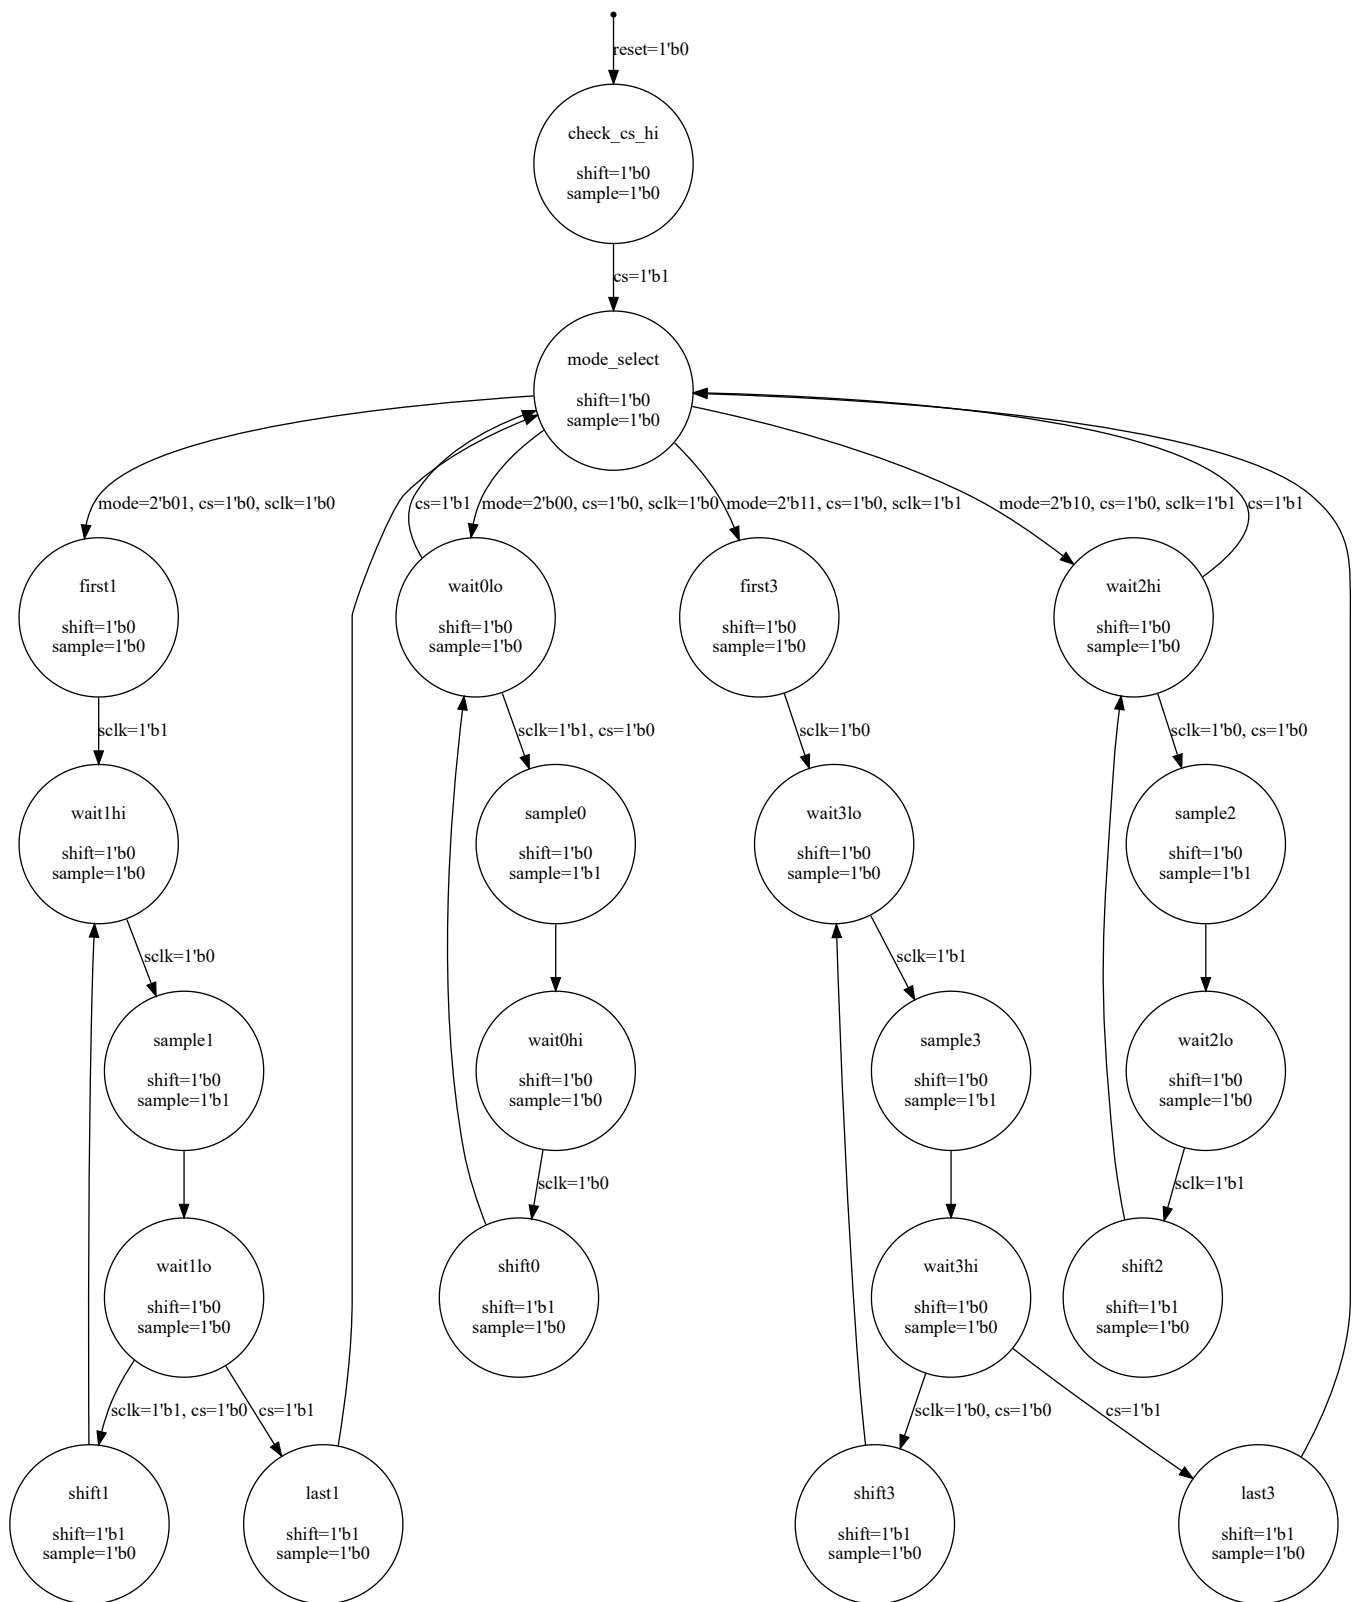 reset=1'b0
check_cs_hi
shift=1'b0
sample=1'b0
cs=1'b1
mode_select
shift=1'b0
sample=1'b0
mode=2'b01, cs=1'b0, sclk=1'b0
cs=1'b1
mode=2'b00, cs=1'b0, sclk=1'b0
mode=2'b11, cs=1'b0, sclk=1'b1
mode=2'b10, cs=1'b0, sclk=1'b1
cs=1'b1
first1
shift=1'b0
sample=1'b0
wait0lo
shift=1'b0
sample=1'b0
first3
shift=1'b0
sample=1'b0
wait2hi
shift=1'b0
sample=1'b0
sclk=1'b1
sclk=1'b1, cs=1'b0
sclk=1'b0
sclk=1'b0, cs=1'b0
wait1hi
shift=1'b0
sample=1'b0
sample0
shift=1'b0
sample=1'b1
wait3lo
shift=1'b0
sample=1'b0
sample2
shift=1'b0
sample=1'b1
sclk=1'b0
sclk=1'b1
sample1
shift=1'b0
sample=1'b1
wait0hi
shift=1'b0
sample=1'b0
sample3
shift=1'b0
sample=1'b1
wait2lo
shift=1'b0
sample=1'b0
sclk=1'b0
sclk=1'b1
wait1lo
shift=1'b0
sample=1'b0
shift0
shift=1'b1
sample=1'b0
wait3hi
shift=1'b0
sample=1'b0
shift2
shift=1'b1
sample=1'b0
sclk=1'b1, cs=1'b0
cs=1'b1
sclk=1'b0, cs=1'b0
cs=1'b1
shift1
shift=1'b1
sample=1'b0
last1
shift=1'b1
sample=1'b0
shift3
shift=1'b1
sample=1'b0
last3
shift=1'b1
sample=1'b0